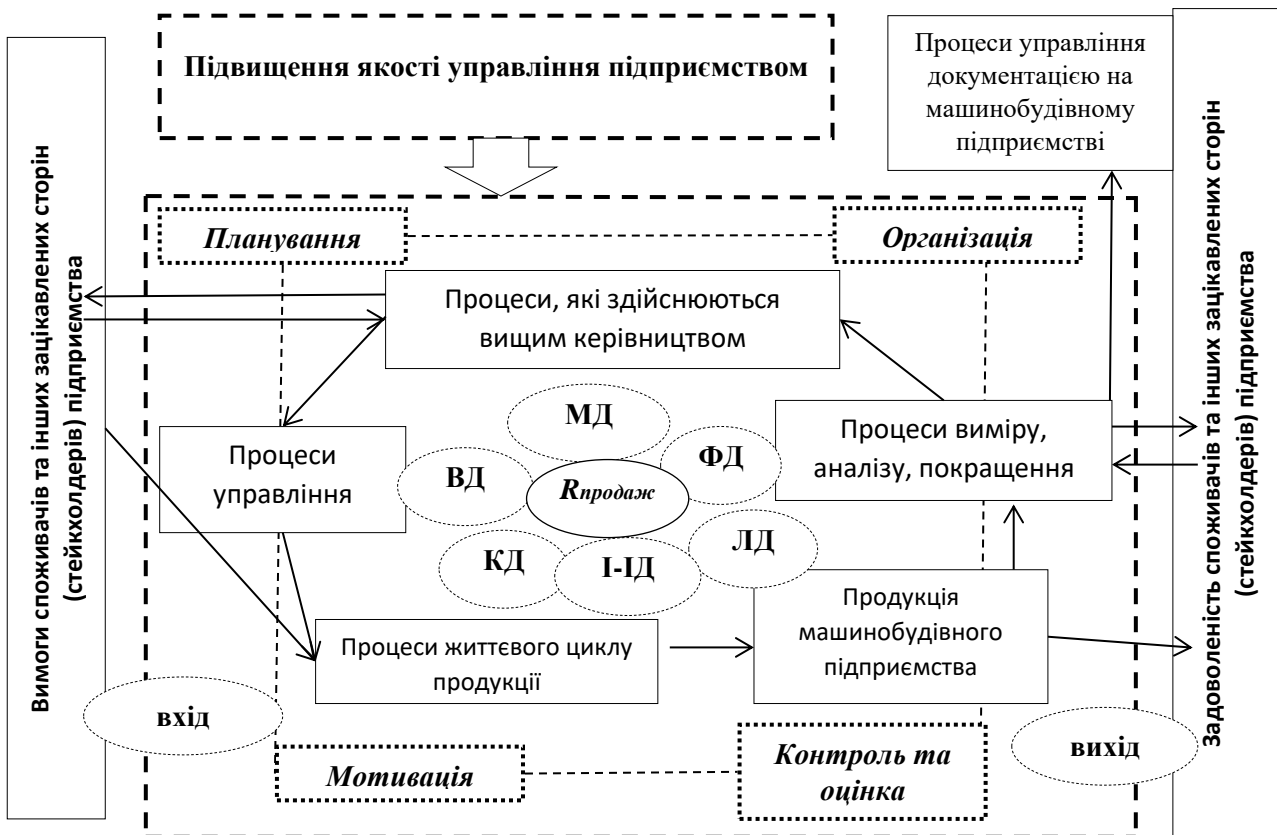 Вимоги споживачів та інших зацікавлених сторін
(стейкхолдерів) підприємства
Підвищення якості управління підприємством
Процеси управління
документацією на
машинобудівному
підприємстві
Задоволеність споживачів та інших зацікавлених сторін
(стейкхолдерів) підприємства
Планування
Організація
Процеси, які здійснюються
вищим керівництвом
Процеси
управління
МД
ВД
ФД
Rпродаж
КД
І-ІД
ЛД
Процеси виміру,
аналізу, покращення
Процеси життєвого циклу
продукції
Продукція
машинобудівного
підприємства
вхід
вихід
Мотивація
Контроль та
оцінка